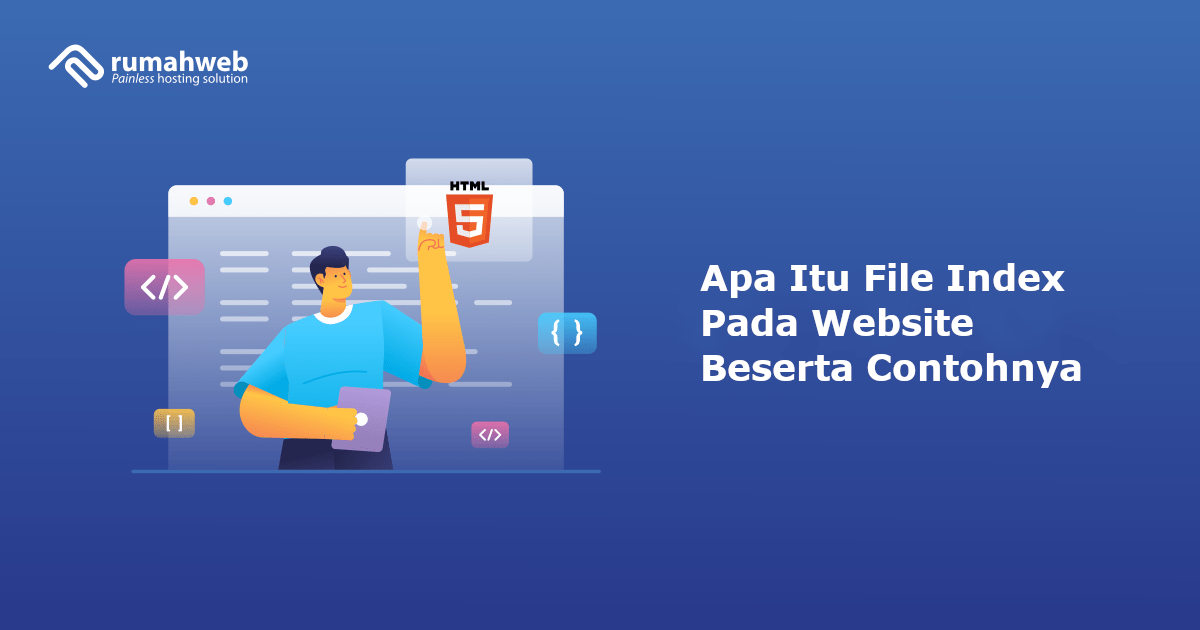 rumahweb
Painless hosting solution
HTML
5
</>
{ }
[ ]
</>
Apa Itu File Index
Pada Website
Beserta Contohnya